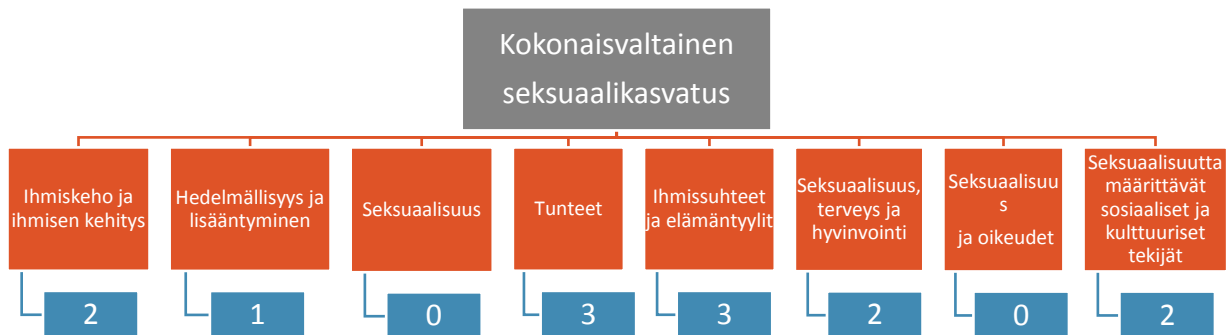 Kokonaisvaltainen
seksuaalikasvatus
Ihmiskeho ja
ihmisen kehitys
Hedelmällisyys ja
lisääntyminen
Seksuaalisuus
Tunteet
Ihmissuhteet
ja elämäntyylit
Seksuaalisuus,
terveys ja
hyvinvointi
Seksuaalisuu
s
ja oikeudet
Seksuaalisuutta
määrittävät
sosiaaliset ja
kulttuuriset
tekijät
2
1
0
3
3
2
0
2